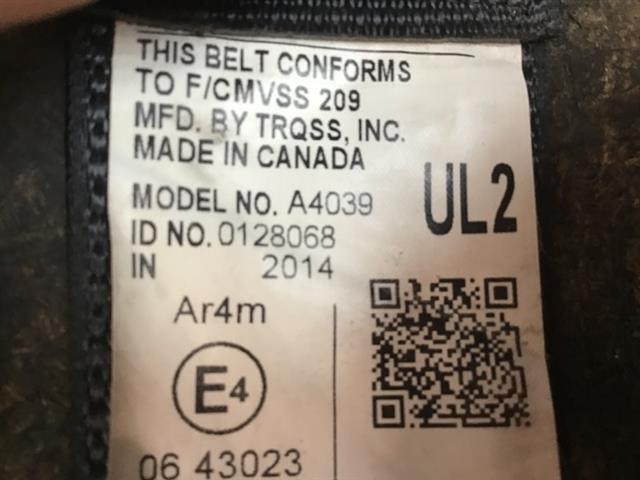 THIS BELT CONFORMS
TO F/CMVSS 209
MFD. BY TRQSS, INC.
MADE IN CANADA
MODEL NO. A4039
UL2
ID NO. 0128068
IN 2014
Ar4m
E4
06 43023